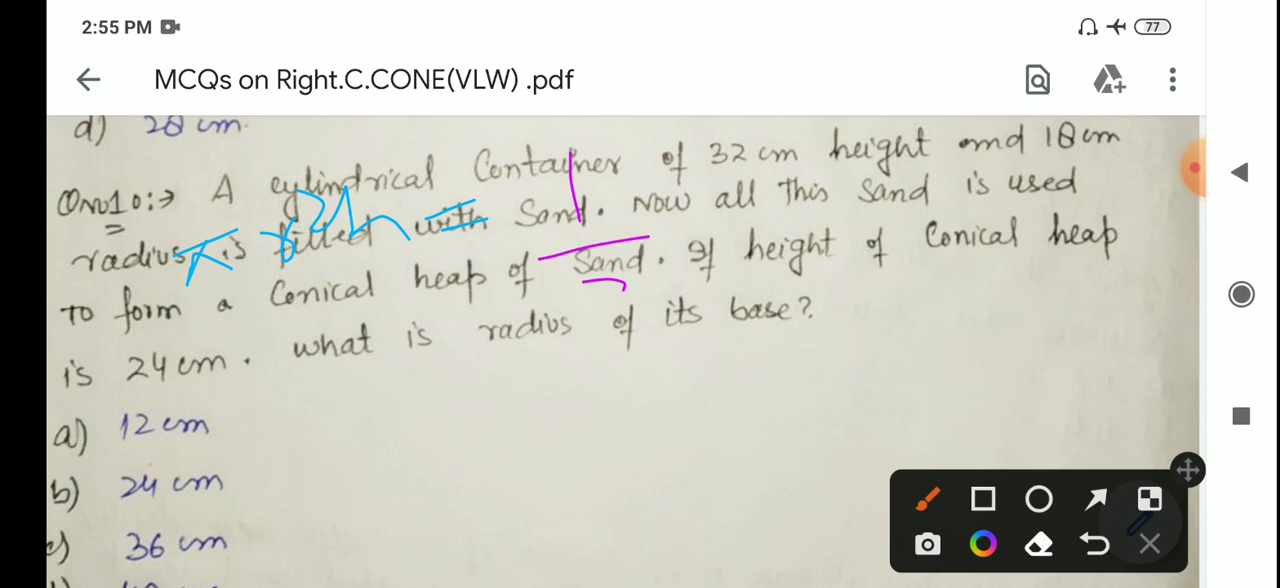 2:55 PM
77
MCQs on Right.C.CONE(VLW) .pdf
d) 28 cm.
Qno10:→ A cylindrical Container of 32 cm height and 18 cm
radius is filled with Sand. Now all This Sand is used
πr²h
To form a Conical heap of Sand. If height of Conical heap
is 24 cm. what is radius of its base?
a) 12 cm
b) 24 cm
c) 36 cm